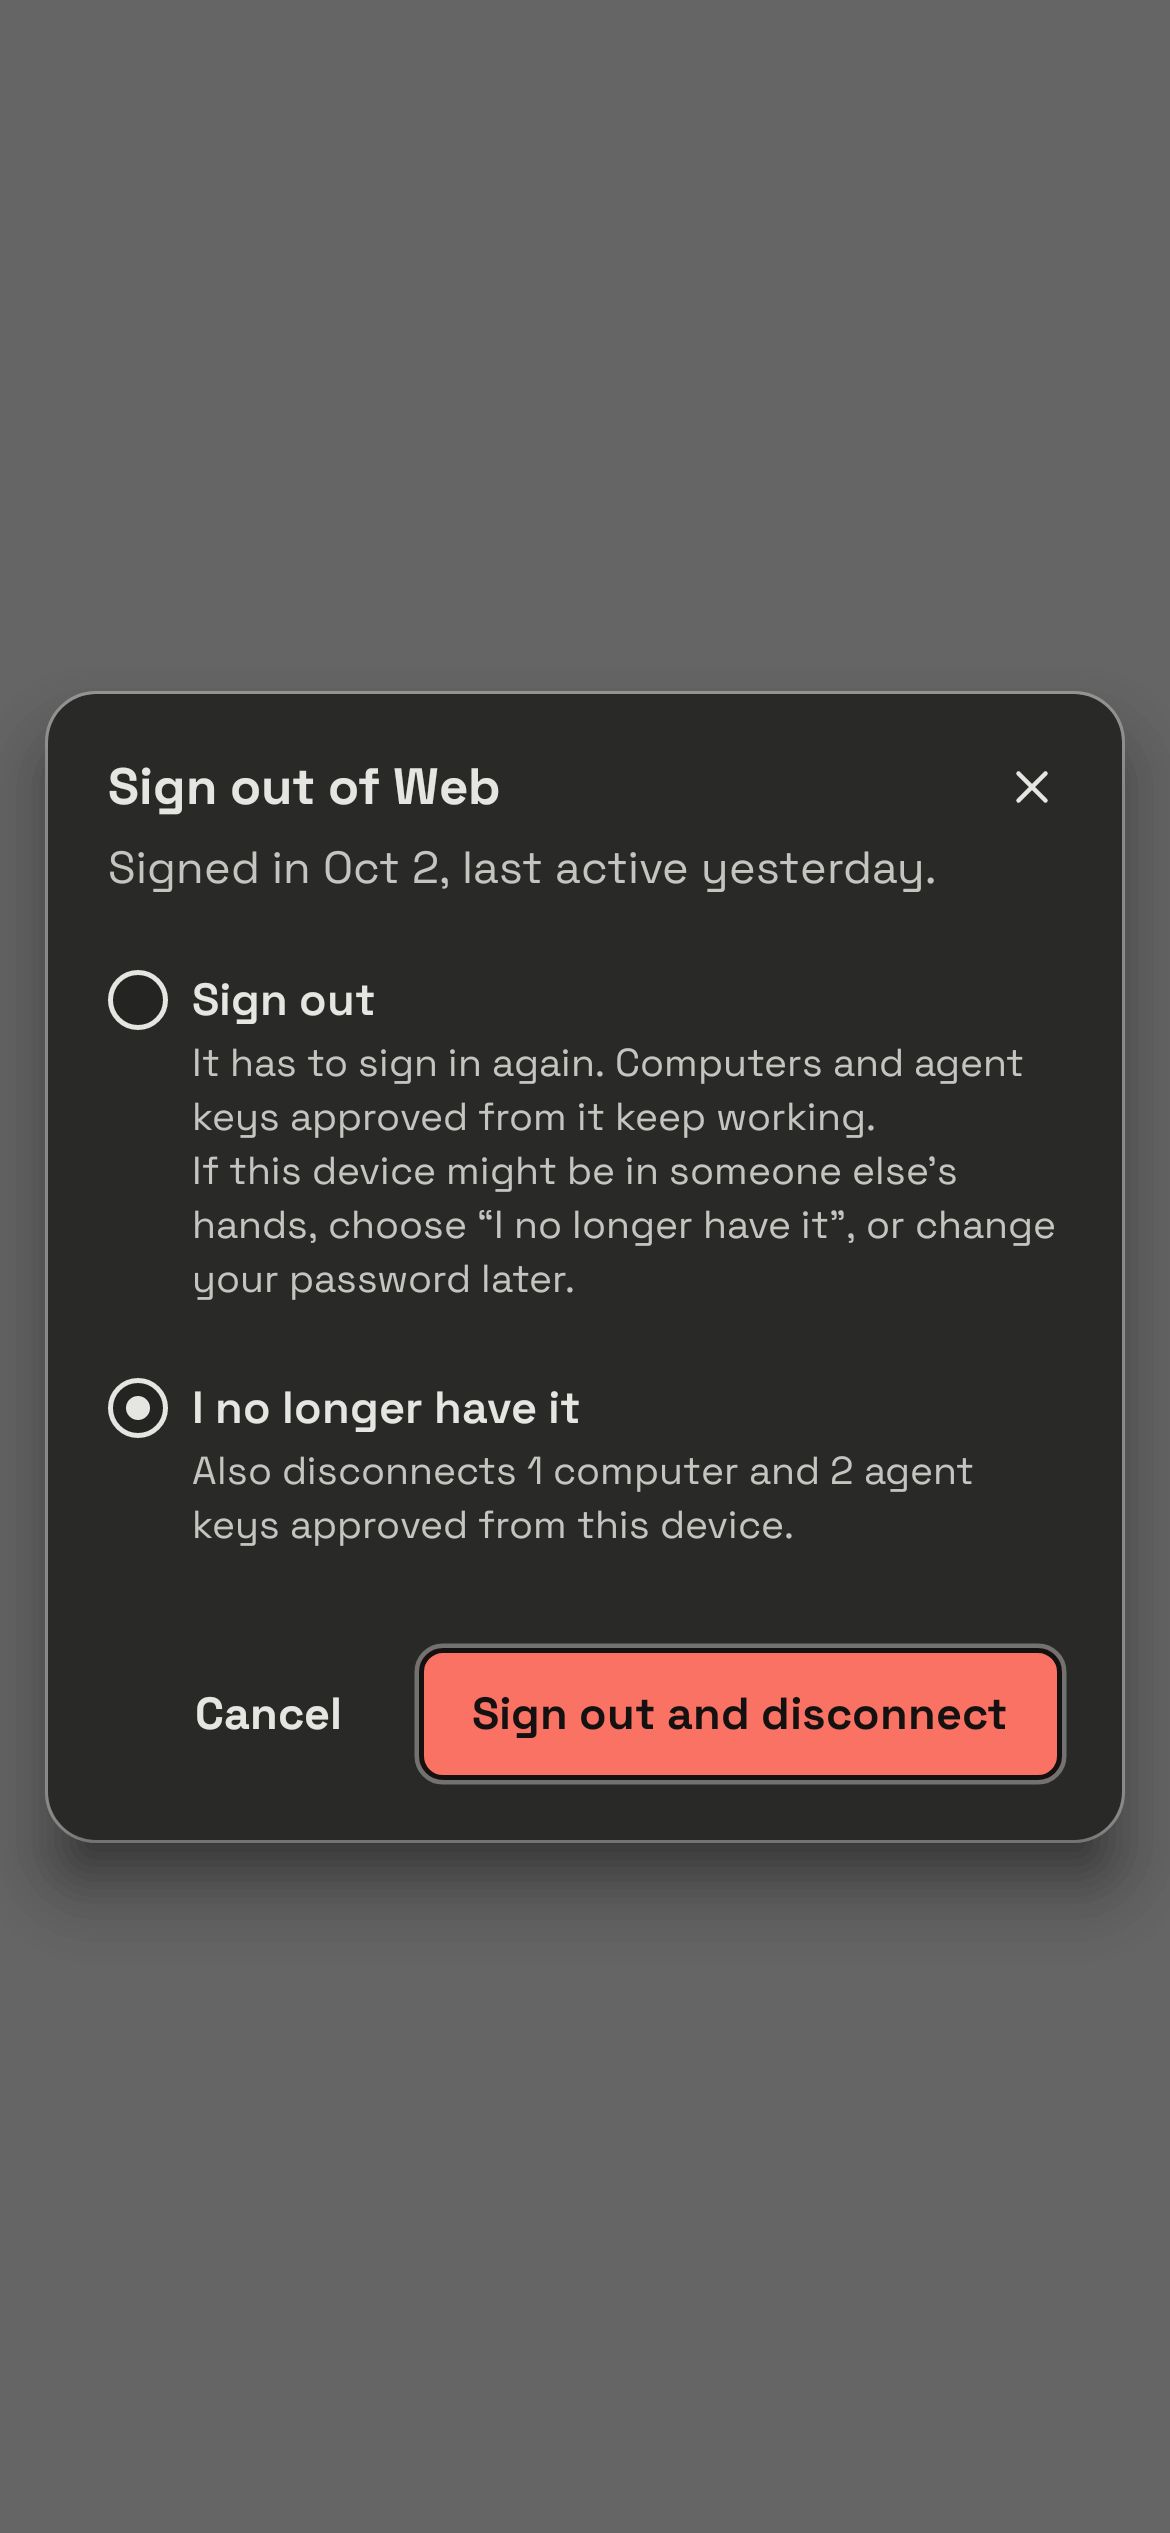 Sign out of Web
Signed in Oct 2, last active yesterday.
Sign out
It has to sign in again. Computers and agent
keys approved from it keep working.
If this device might be in someone else’s
hands, choose “I no longer have it”, or change
your password later.
I no longer have it
Also disconnects 1 computer and 2 agent
keys approved from this device.
Cancel
Sign out and disconnect